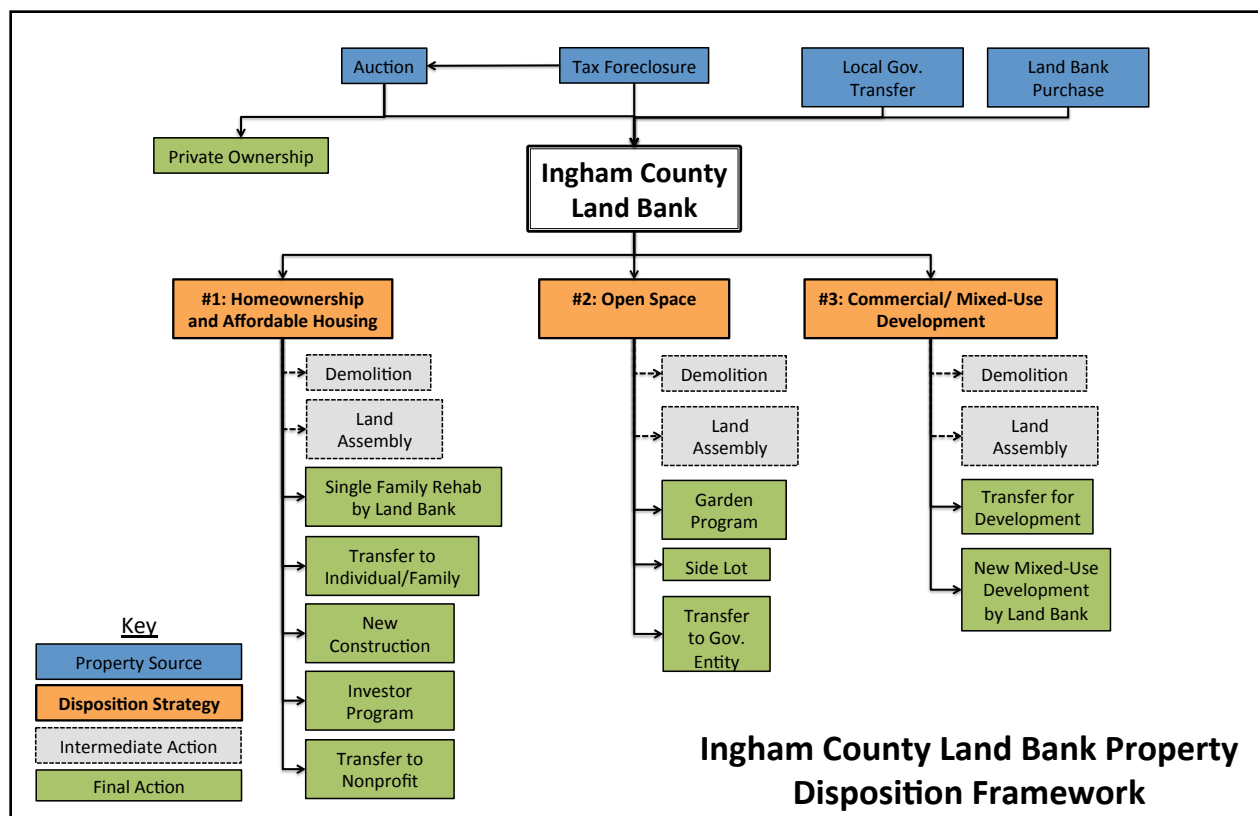 Auction
Tax Foreclosure
Local Gov.
Transfer
Land Bank
Purchase
Private Ownership
Ingham County
Land Bank
#1: Homeownership
and Affordable Housing
Demolition
Land
Assembly
Single Family Rehab
by Land Bank
Transfer to
Individual/Family
New
Construction
Investor
Program
Transfer to
Nonprofit
#2: Open Space
Demolition
Land
Assembly
Garden
Program
Side Lot
Transfer
to Gov.
Entity
#3: Commercial/ Mixed-Use
Development
Demolition
Land
Assembly
Transfer for
Development
New Mixed-Use
Development
by Land Bank
Key
Property Source
Disposition Strategy
Intermediate Action
Final Action
Ingham County Land Bank Property
Disposition Framework